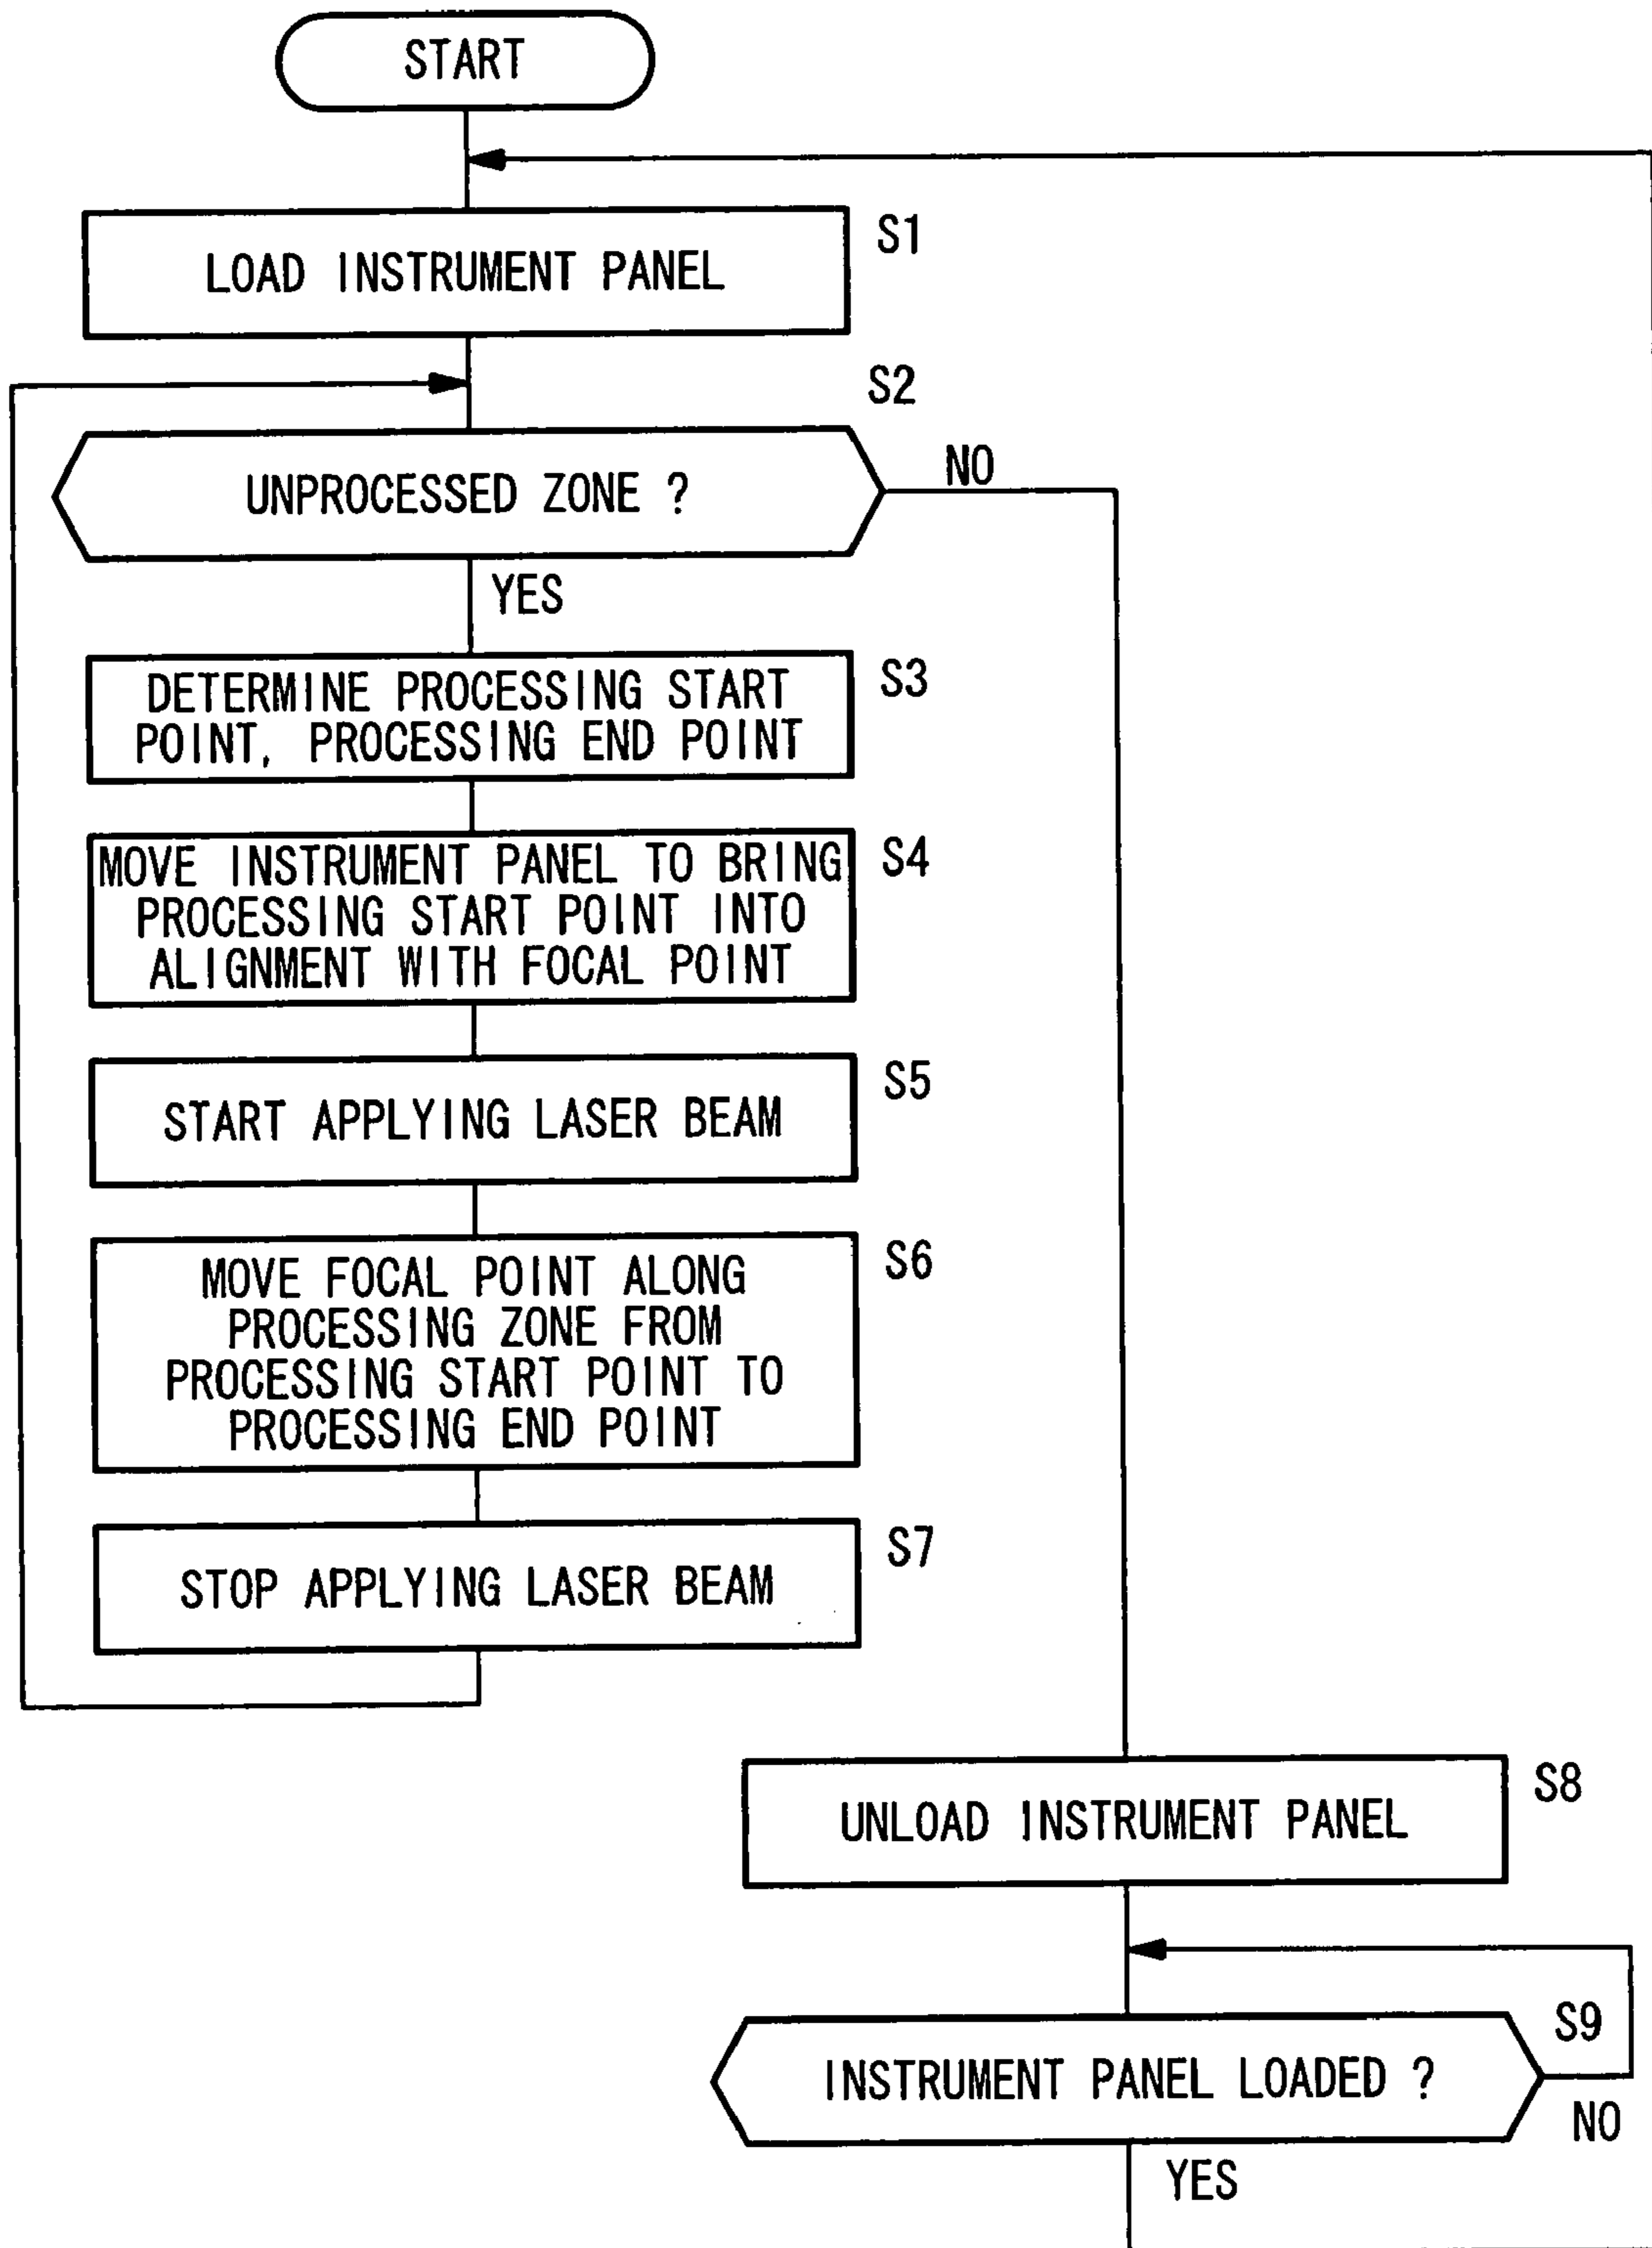 START
LOAD INSTRUMENT PANEL
S1
S2
UNPROCESSED ZONE ?
NO
YES
DETERMINE PROCESSING START
POINT, PROCESSING END POINT
S3
MOVE INSTRUMENT PANEL TO BRING
PROCESSING START POINT INTO
ALIGNMENT WITH FOCAL POINT
S4
START APPLYING LASER BEAM
S5
MOVE FOCAL POINT ALONG
PROCESSING ZONE FROM
PROCESSING START POINT TO
PROCESSING END POINT
S6
STOP APPLYING LASER BEAM
S7
UNLOAD INSTRUMENT PANEL
S8
INSTRUMENT PANEL LOADED ?
S9
NO
YES